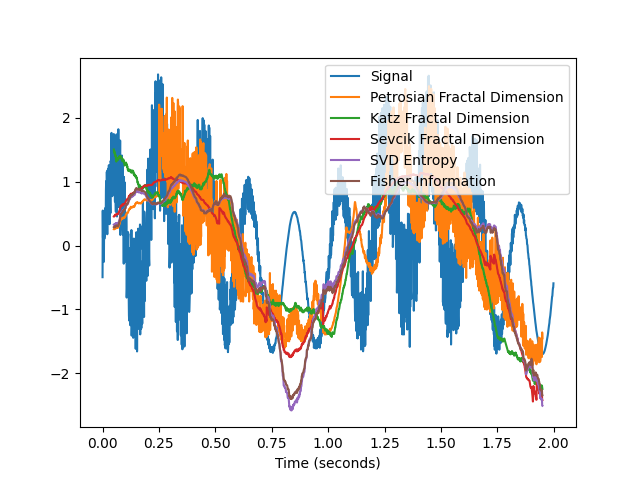 Signal
Petrosian Fractal Dimension
Katz Fractal Dimension
Sevcik Fractal Dimension
SVD Entropy
Fisher Information
2
1
0
−1
−2
0.00 0.25 0.50 0.75 1.00 1.25 1.50 1.75 2.00
Time (seconds)